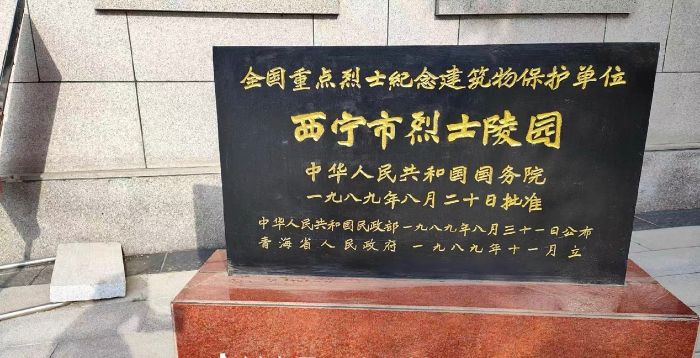 全国重点烈士纪念建筑物保护单位
西宁市烈士陵园
中华人民共和国国务院
一九八九年八月二十日批准
中华人民共和国民政部一九八九年八月三十一日公布
青海省人民政府 一九八九年十一月立